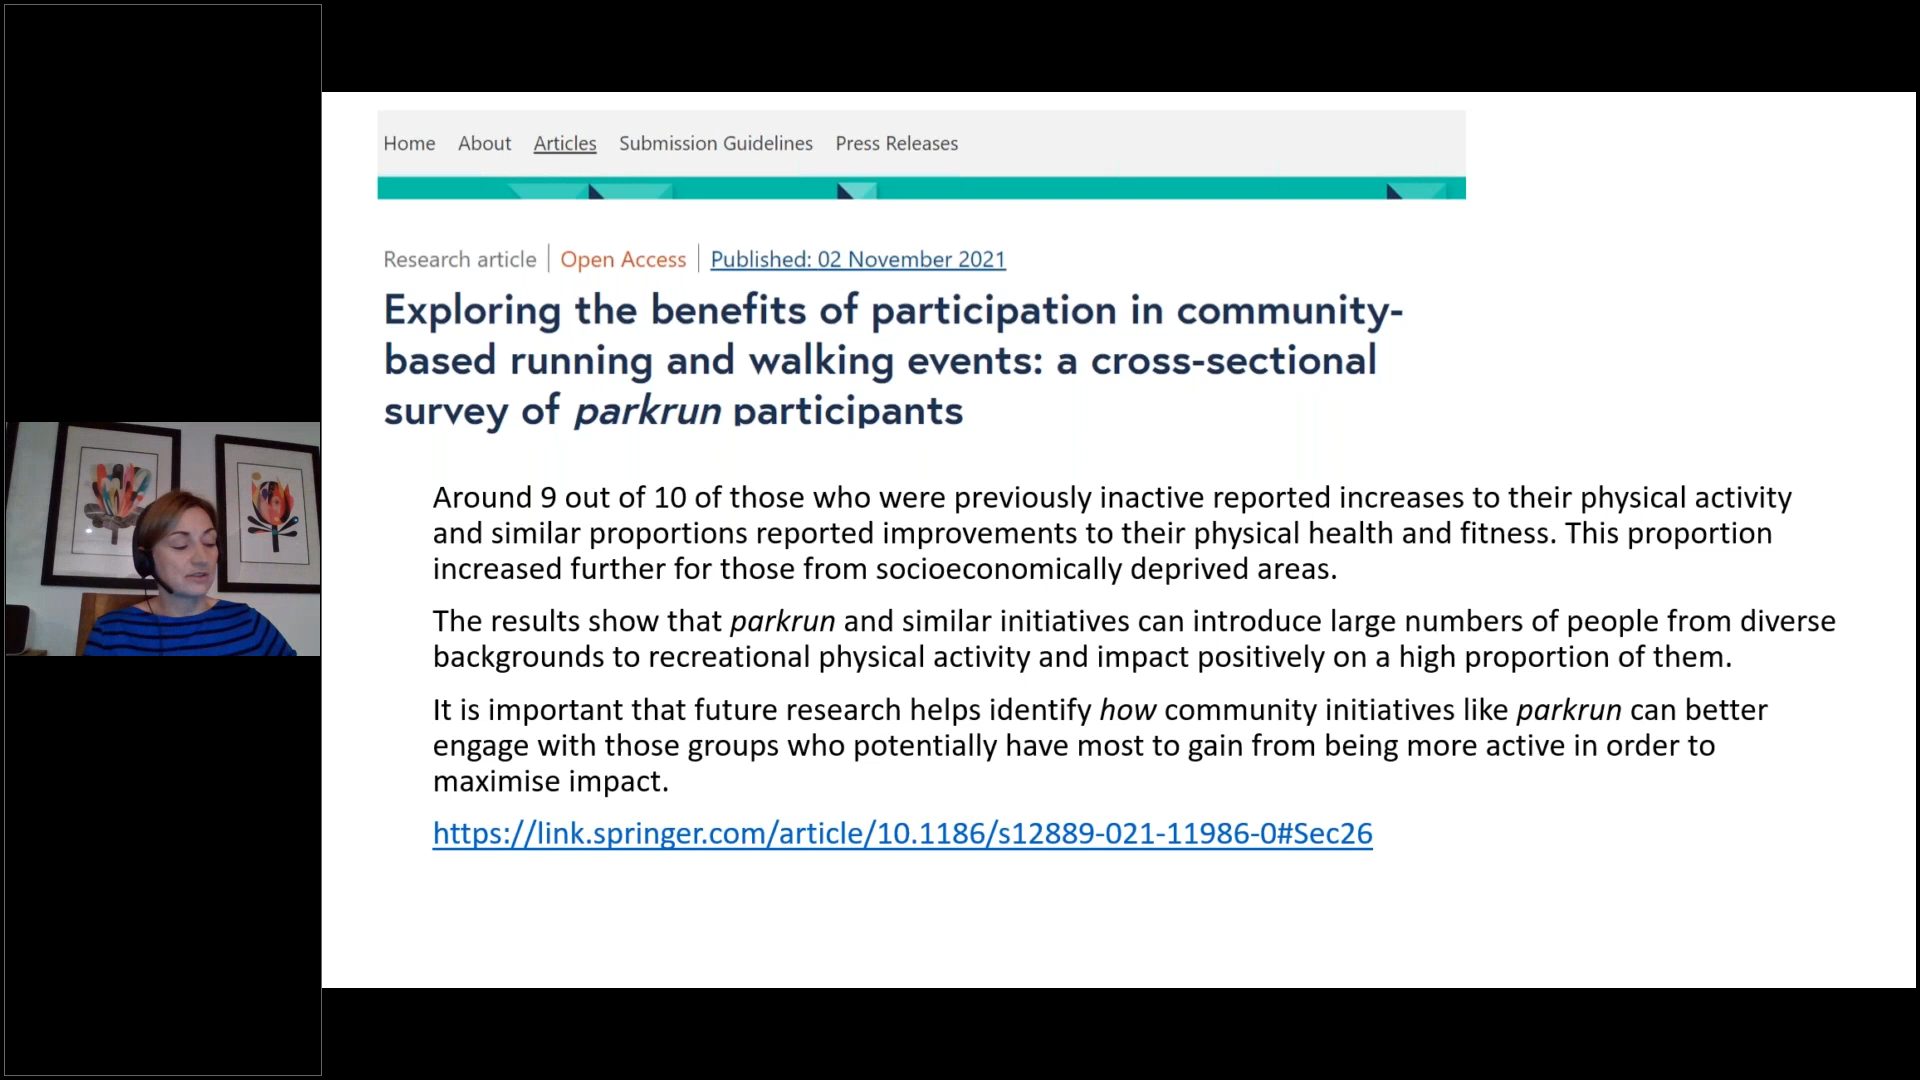 Home About Articles Submission Guidelines Press Releases
Research article | Open Access | Published: 02 November 2021
Exploring the benefits of participation in community-
based running and walking events: a cross-sectional
survey of parkrun participants
Around 9 out of 10 of those who were previously inactive reported increases to their physical activity
and similar proportions reported improvements to their physical health and fitness. This proportion
increased further for those from socioeconomically deprived areas.
The results show that parkrun and similar initiatives can introduce large numbers of people from diverse
backgrounds to recreational physical activity and impact positively on a high proportion of them.
It is important that future research helps identify how community initiatives like parkrun can better
engage with those groups who potentially have most to gain from being more active in order to
maximise impact.
https://link.springer.com/article/10.1186/s12889-021-11986-0#Sec26